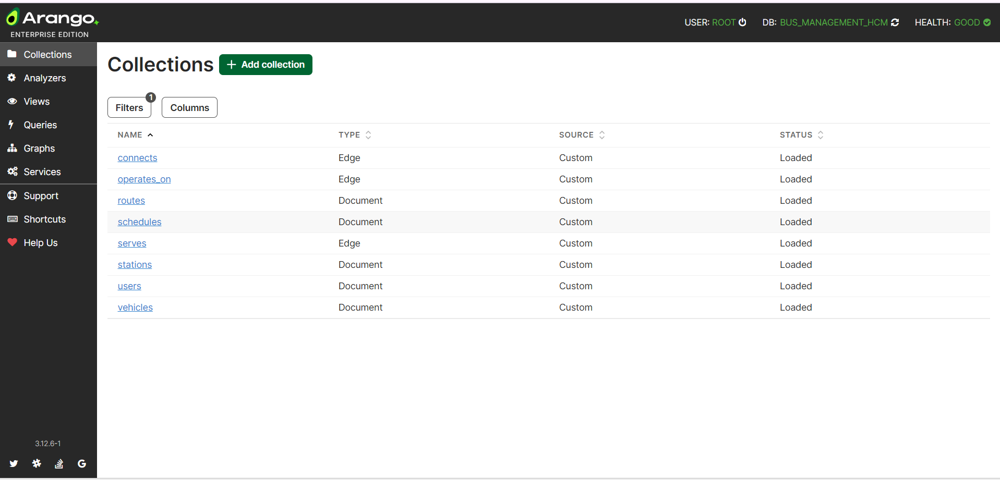 Arango
ENTERPRISE EDITION
USER: ROOT DB: BUS_MANAGEMENT_HCM HEALTH: GOOD
Collections
Analyzers
Views
Queries
Graphs
Services
Support
Shortcuts
Help Us
3.12.6-1
G
Collections + Add collection
Filters 1 Columns
NAME TYPE SOURCE STATUS
connects Edge Custom Loaded
operates_on Edge Custom Loaded
routes Document Custom Loaded
schedules Document Custom Loaded
serves Edge Custom Loaded
stations Document Custom Loaded
users Document Custom Loaded
vehicles Document Custom Loaded